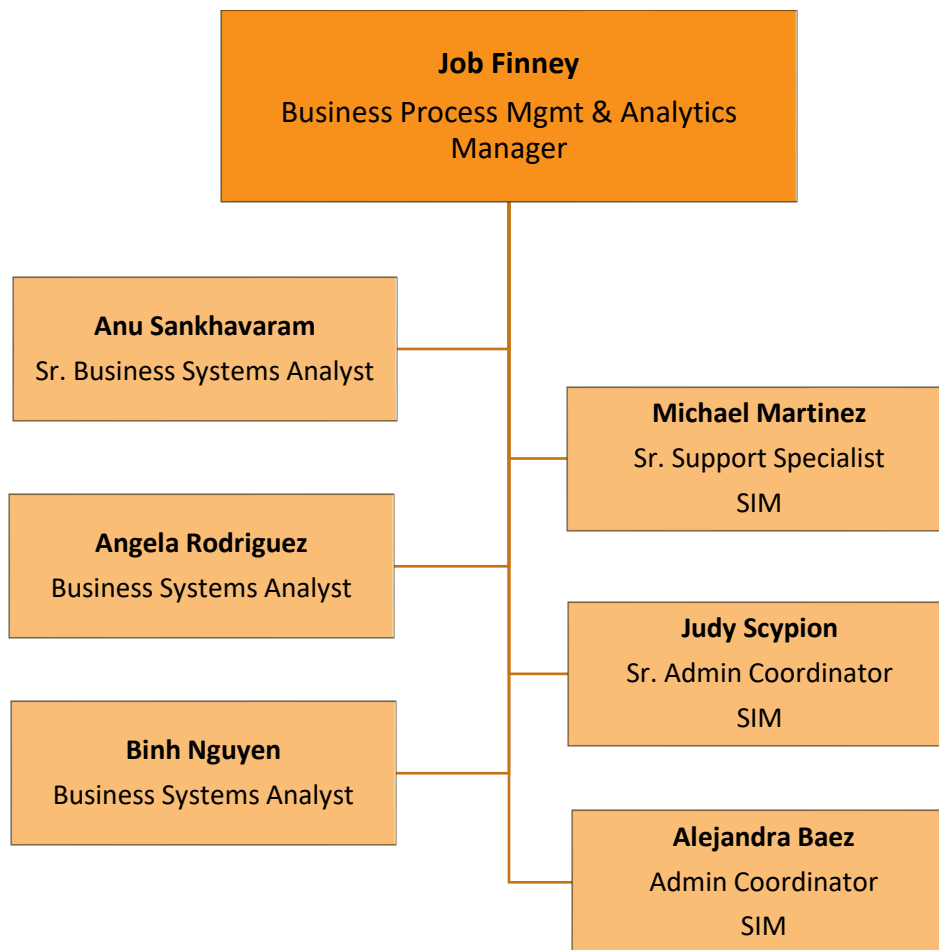 Job Finney
Business Process Mgmt & Analytics
Manager
Anu Sankhavaram
Sr. Business Systems Analyst
Michael Martinez
Sr. Support Specialist
SIM
Angela Rodriguez
Business Systems Analyst
Judy Scypion
Sr. Admin Coordinator
SIM
Binh Nguyen
Business Systems Analyst
Alejandra Baez
Admin Coordinator
SIM